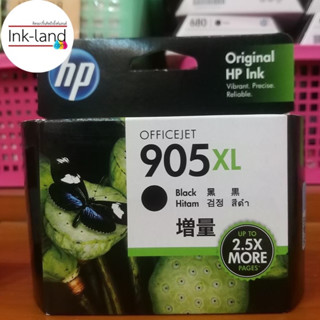 Ink-land
hp
Original
HP Ink
Vibrant. Precise.
Reliable.
OFFICEJET
905XL
Black 黑 黒
Hitam 검정 สีดำ
增量
UP TO
2.5X
MORE
PAGES
680